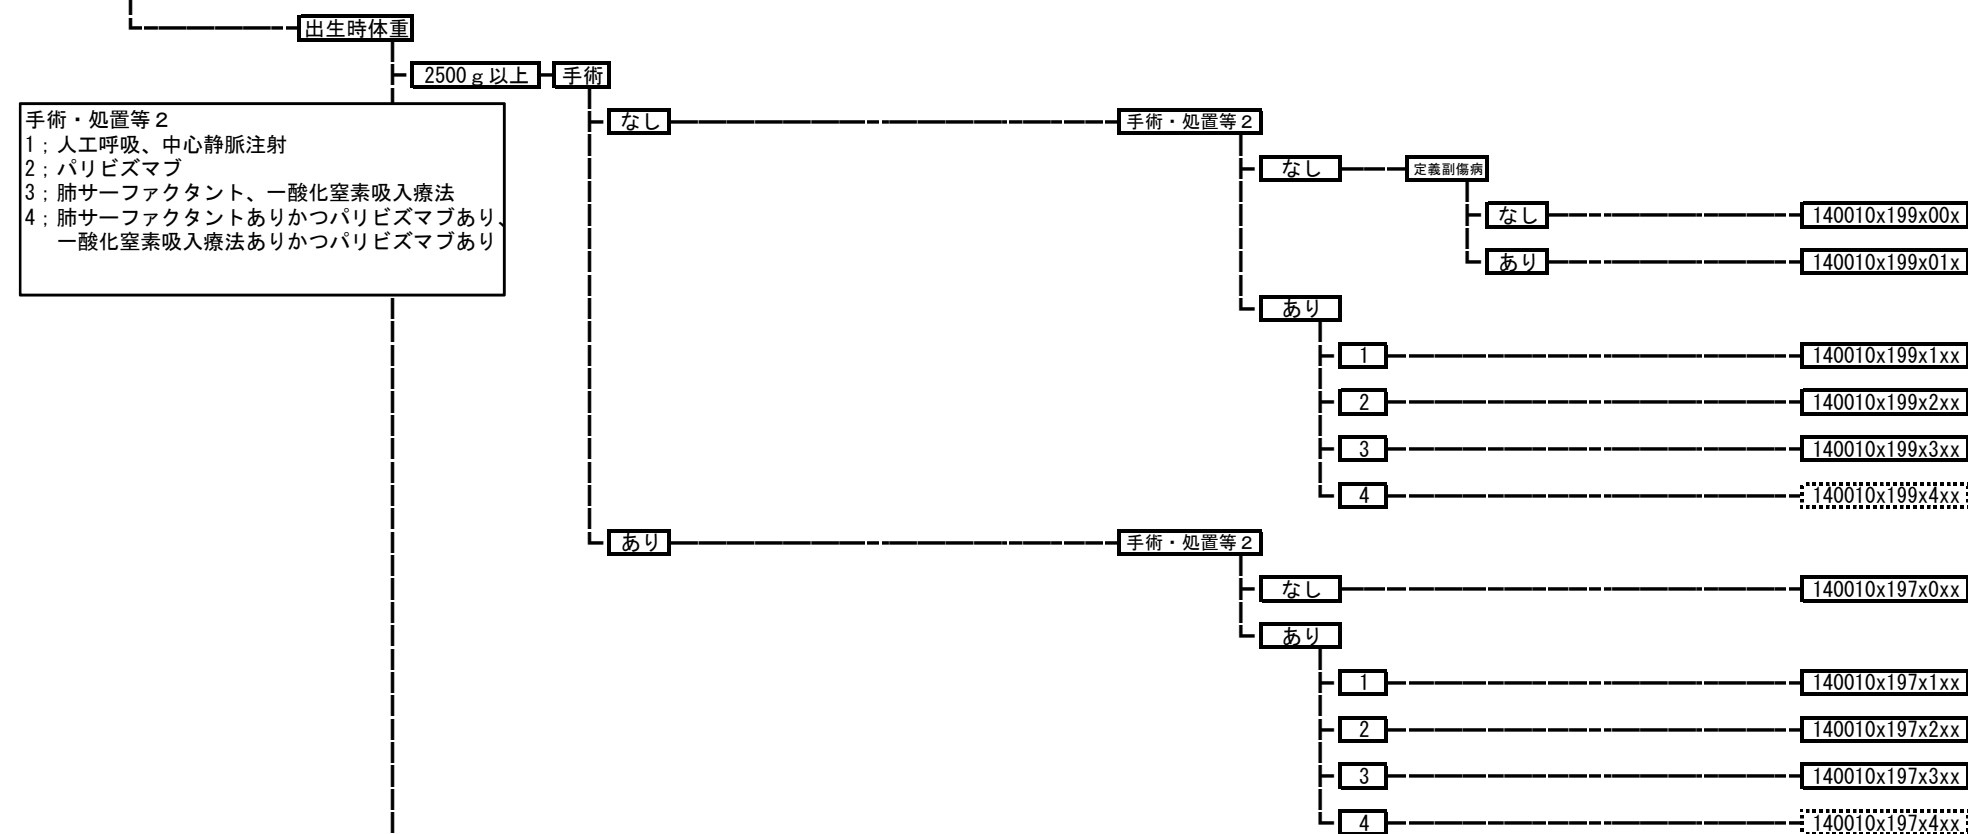 出生時体重
2500ｇ以上 手術
手術・処置等２
1；人工呼吸、中心静脈注射
2；パリビズマブ
3；肺サーファクタント、一酸化窒素吸入療法
4；肺サーファクタントありかつパリビズマブあり、
一酸化窒素吸入療法ありかつパリビズマブあり
なし 手術・処置等２
なし 定義副傷病
なし 140010x199x00x
あり 140010x199x01x
あり
1 140010x199x1xx
2 140010x199x2xx
3 140010x199x3xx
4 140010x199x4xx
あり 手術・処置等２
なし 140010x197x0xx
あり
1 140010x197x1xx
2 140010x197x2xx
3 140010x197x3xx
4 140010x197x4xx